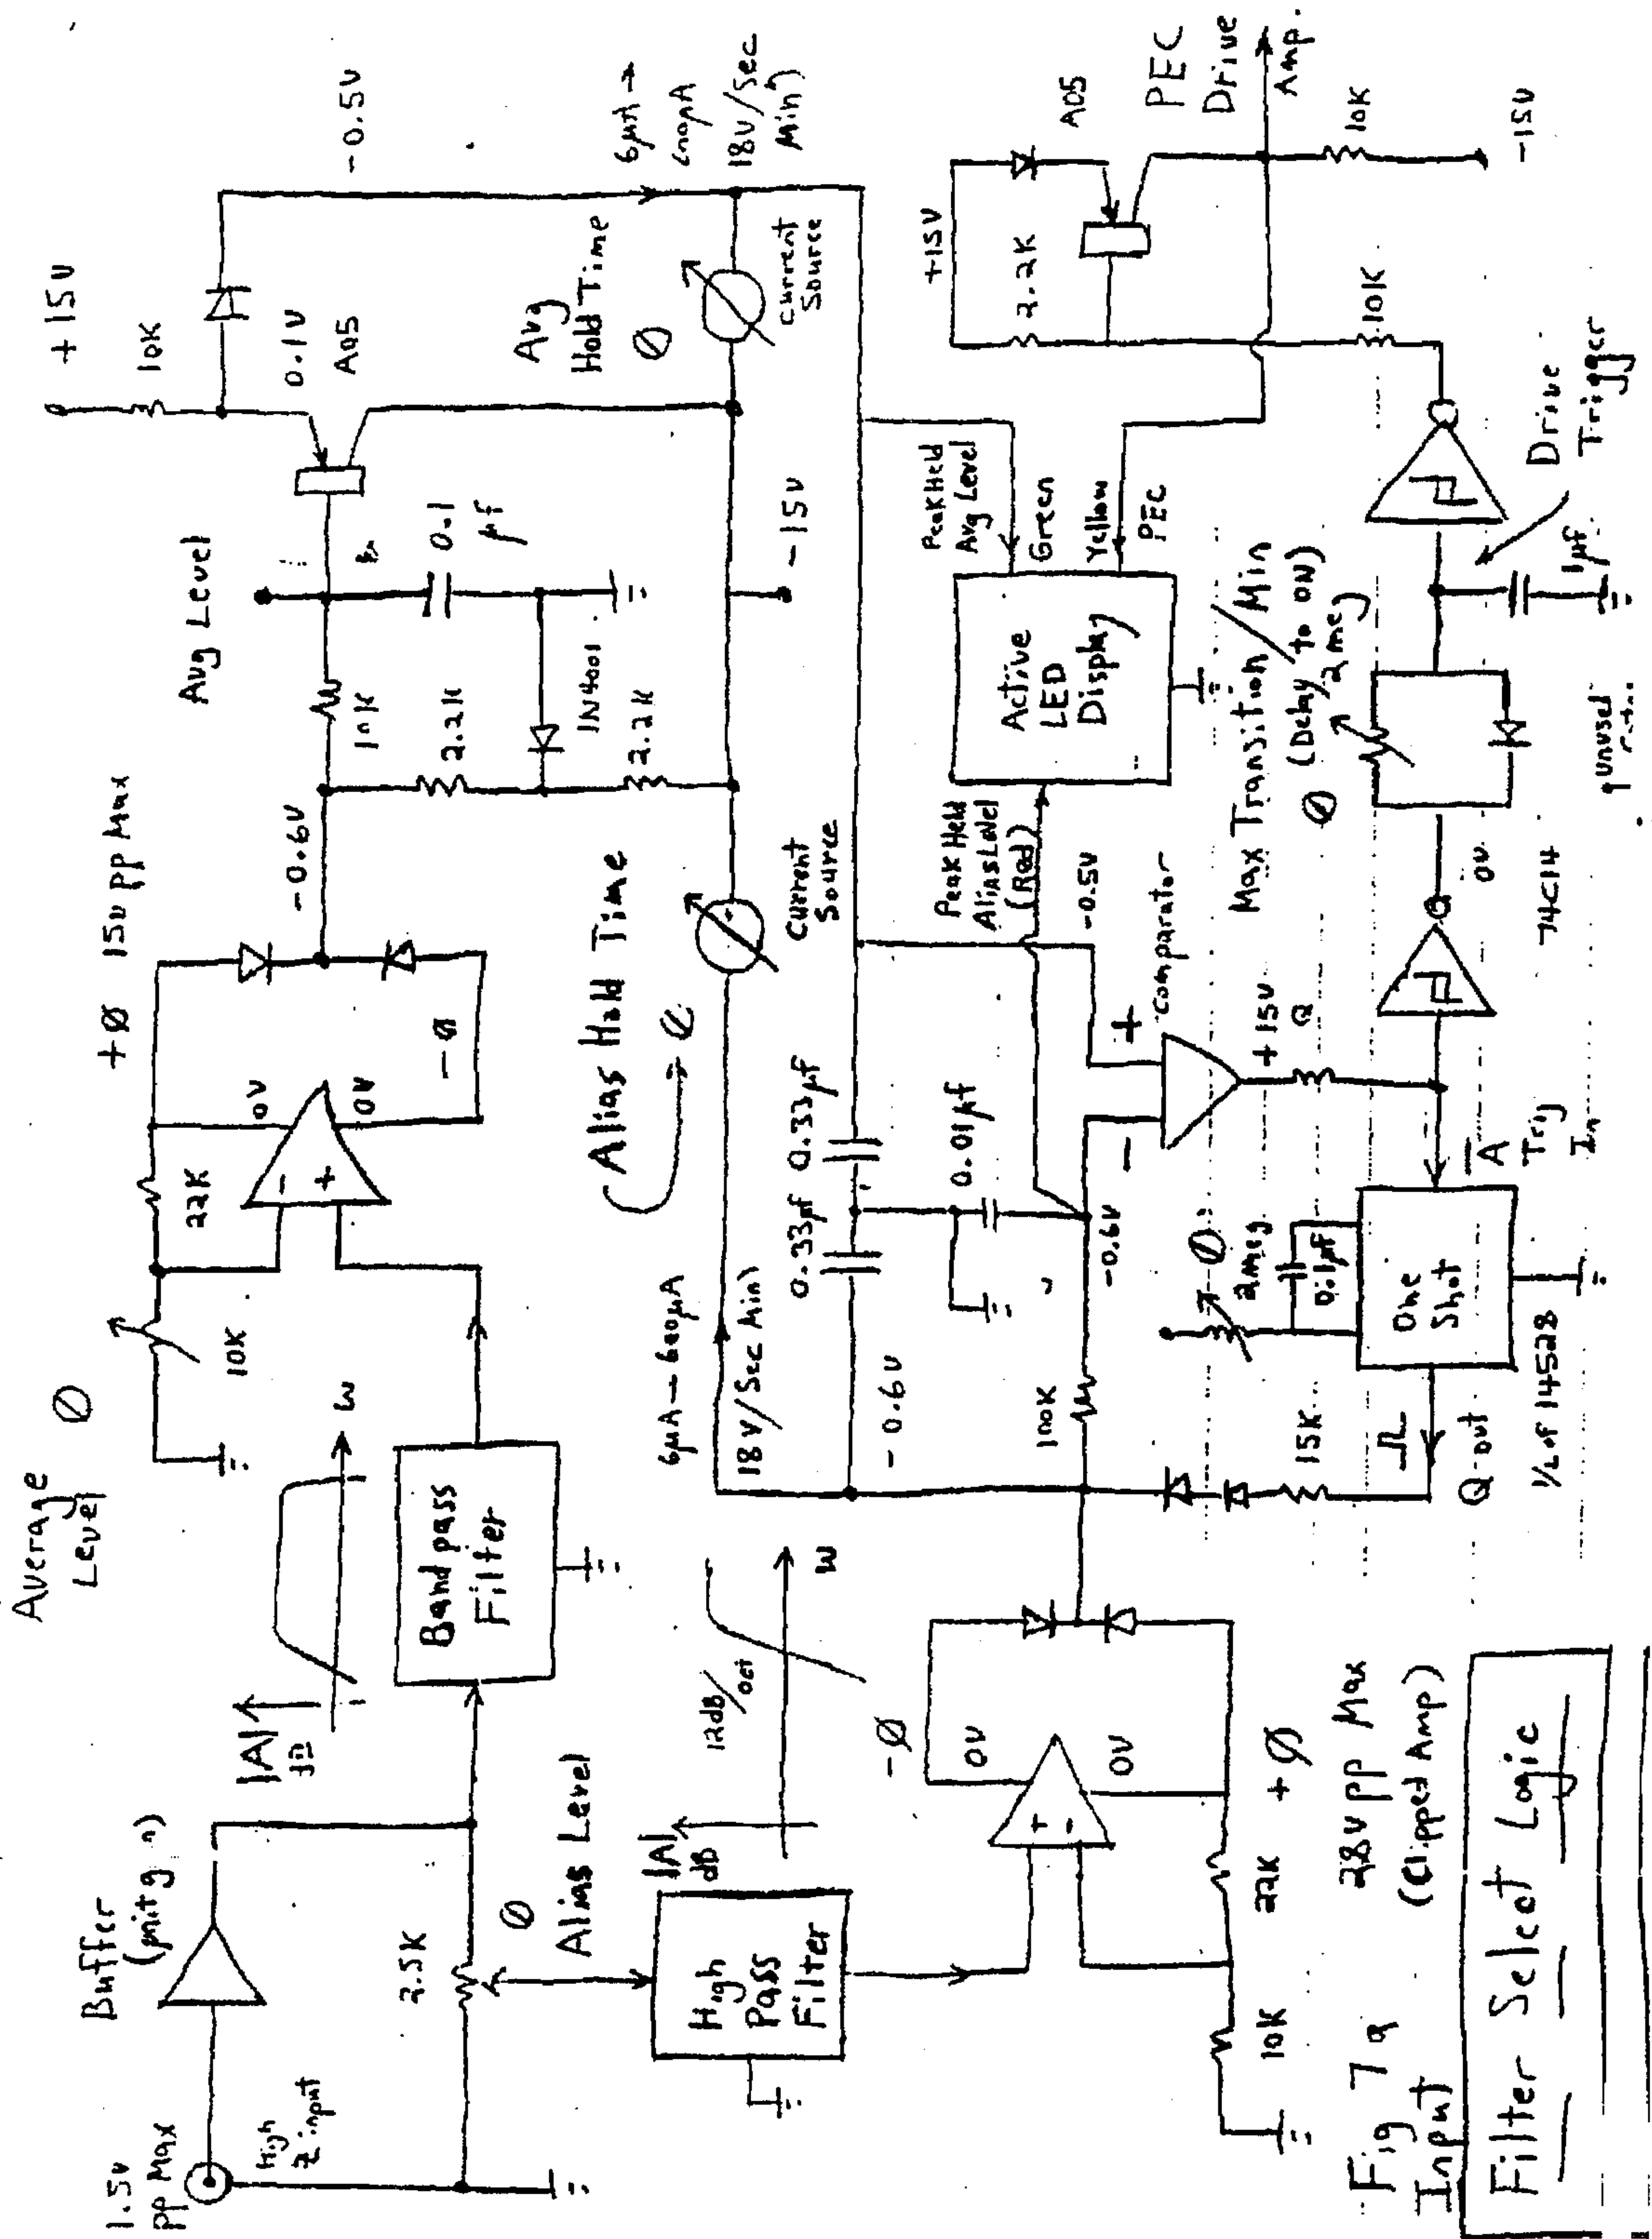 1.5V
PP Max
High
Z input
Buffer
2.5K
Ø
Alias Level
Average
Level
Ø
|A|
dB
ω
Bandpass
Filter
10K
22K
-
+
0V
0V
+Ø
15V PP Max
-Ø
-0.6V
10K
2.2K
1N4001
2.2K
Avg Level
0.1
µf
+15V
10K
0.1V
A05
-0.5V
-15V
Avg
Hold Time
Ø
Current
Source
6µA →
18V/Sec
Min)
Alias Hold Time
Ø
Current
Source
6µA - 600µA
18V/Sec Min)
0.33µf
0.33µf
0.01µf
-0.6V
-0.6V
100K
High
Pass
Filter
|A|
dB
12dB/
oct
ω
-Ø
0V
+
-
0V
+Ø
10K
22K
28V PP Max
(Clipped Amp)
-0.5V
+
-
Comparator
+15V
Peak Held
Alias Level
(Red)
Active
LED
Display
Peak Held
Avg Level
Green
Yellow
PEC
+15V
2.2K
A05
PEC
Drive
Amp.
10K
-15V
10K
Drive
Trigger
Max Transition/Min
(Delay to ON)
Ø
2meg
1µf
0V
74C14
Trig
In
A
One
Shot
Ø
2meg
0.1µf
15K
Q out
1/2 of 14528
Fig 7a
Input
Filter Select Logic